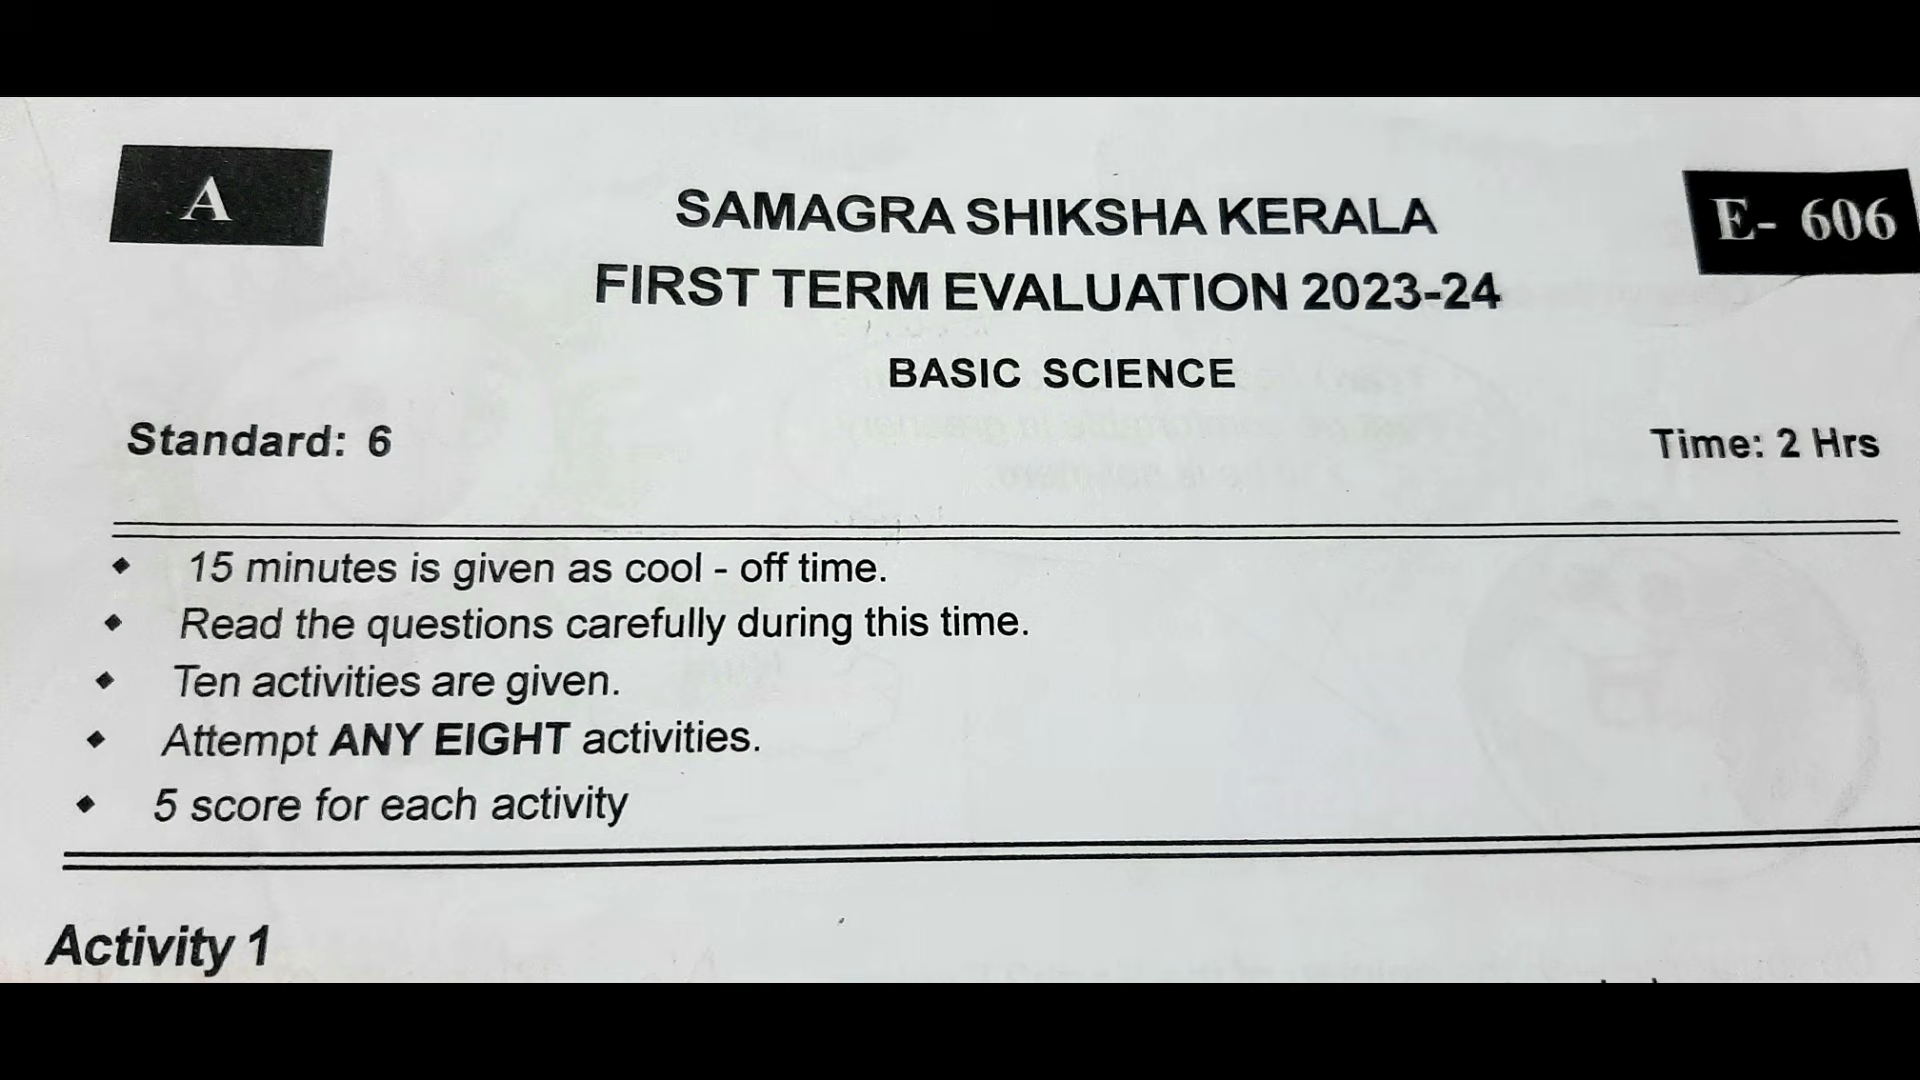 A
SAMAGRA SHIKSHA KERALA
E- 606
FIRST TERM EVALUATION 2023-24
BASIC SCIENCE
Standard: 6
Time: 2 Hrs
◆ 15 minutes is given as cool - off time.
◆ Read the questions carefully during this time.
◆ Ten activities are given.
◆ Attempt ANY EIGHT activities.
◆ 5 score for each activity
Activity 1